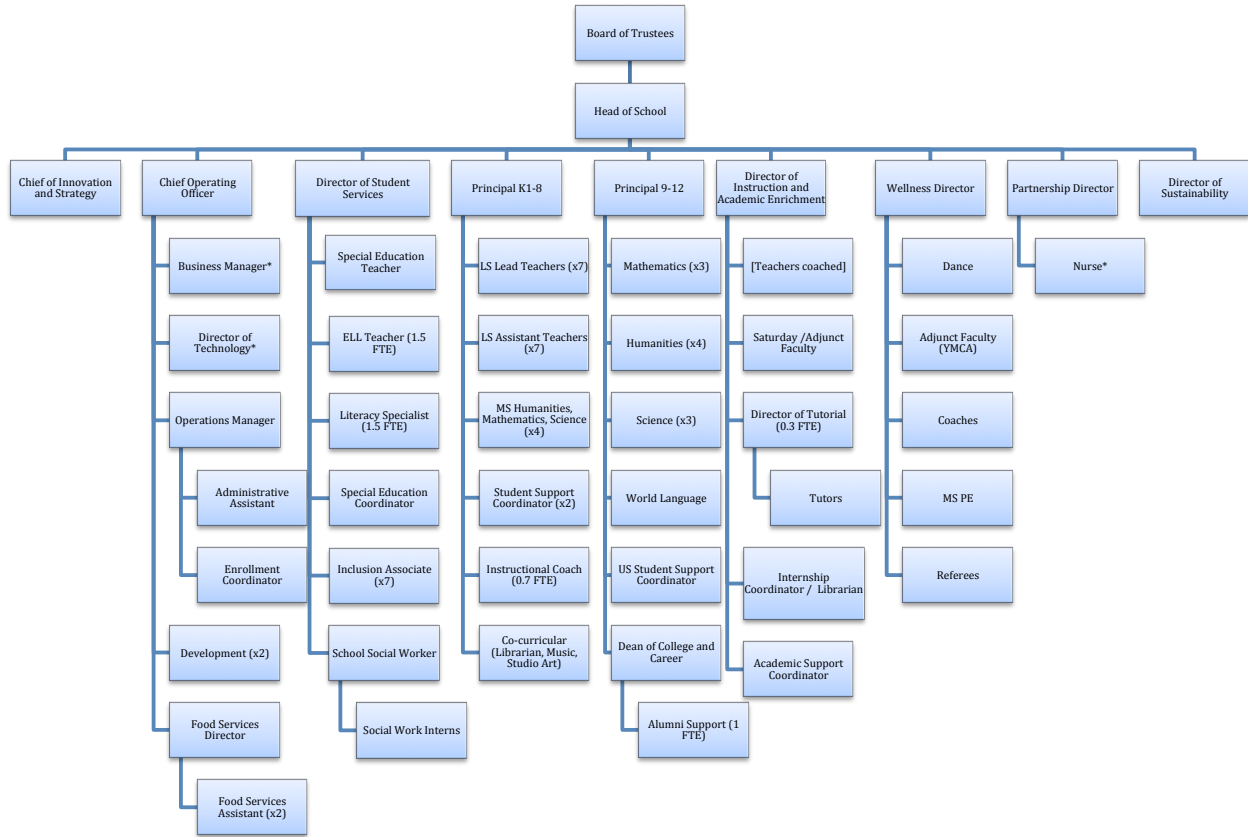 Board of Trustees
Head of School
Chief of Innovation
and Strategy
Chief Operating
Officer
Director of Student
Services
Principal K1-8
Principal 9-12
Director of
Instruction and
Academic Enrichment
Wellness Director
Partnership Director
Director of
Sustainability
Business Manager*
Director of
Technology*
Operations Manager
Administrative
Assistant
Enrollment
Coordinator
Development (x2)
Food Services
Director
Food Services
Assistant (x2)
Special Education
Teacher
ELL Teacher (1.5
FTE)
Literacy Specialist
(1.5 FTE)
Special Education
Coordinator
Inclusion Associate
(x7)
School Social Worker
Social Work Interns
LS Lead Teachers (x7)
LS Assistant Teachers
(x7)
MS Humanities,
Mathematics, Science
(x4)
Student Support
Coordinator (x2)
Instructional Coach
(0.7 FTE)
Co-curricular
(Librarian, Music,
Studio Art)
Mathematics (x3)
Humanities (x4)
Science (x3)
World Language
US Student Support
Coordinator
Dean of College and
Career
Alumni Support (1
FTE)
[Teachers coached]
Saturday /Adjunct
Faculty
Director of Tutorial
(0.3 FTE)
Tutors
Internship
Coordinator / Librarian
Academic Support
Coordinator
Dance
Adjunct Faculty
(YMCA)
Coaches
MS PE
Referees
Nurse*